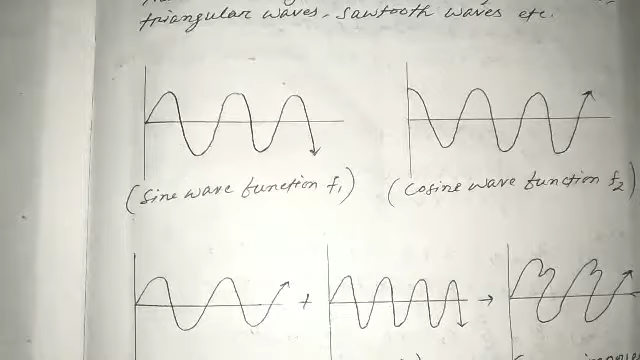 triangular waves, sawtooth waves etc.
(Sine wave function f₁)
(Cosine wave function f₂)
+ →